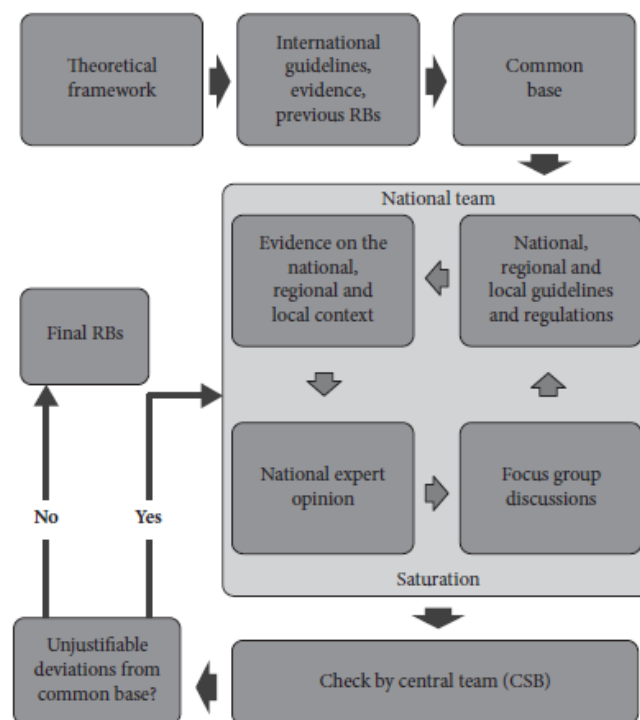 Theoretical
framework
International
guidelines,
evidence,
previous RBs
Common
base
National team
Evidence on the
national,
regional and
local context
National,
regional and
local guidelines
and regulations
Final RBs
National expert
opinion
Focus group
discussions
No
Yes
Saturation
Unjustifiable
deviations from
common base?
Check by central team (CSB)